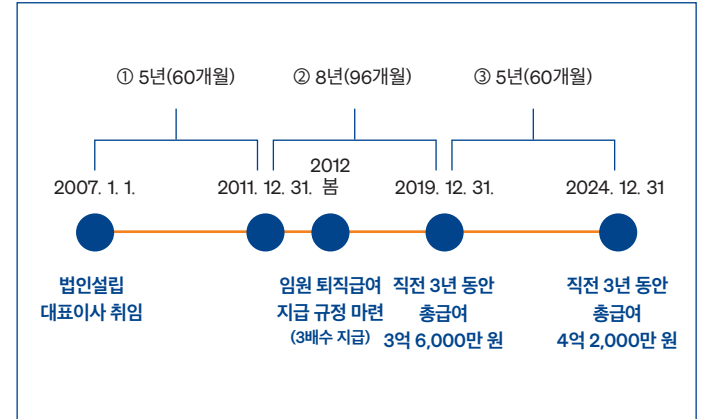 ① 5년(60개월) ② 8년(96개월) ③ 5년(60개월)
2012
봄
2007. 1. 1. 2011. 12. 31. 2019. 12. 31. 2024. 12. 31
법인설립
대표이사 취임
임원 퇴직급여
지급 규정 마련
(3배수 지급)
직전 3년 동안
총급여
3억 6,000만 원
직전 3년 동안
총급여
4억 2,000만 원